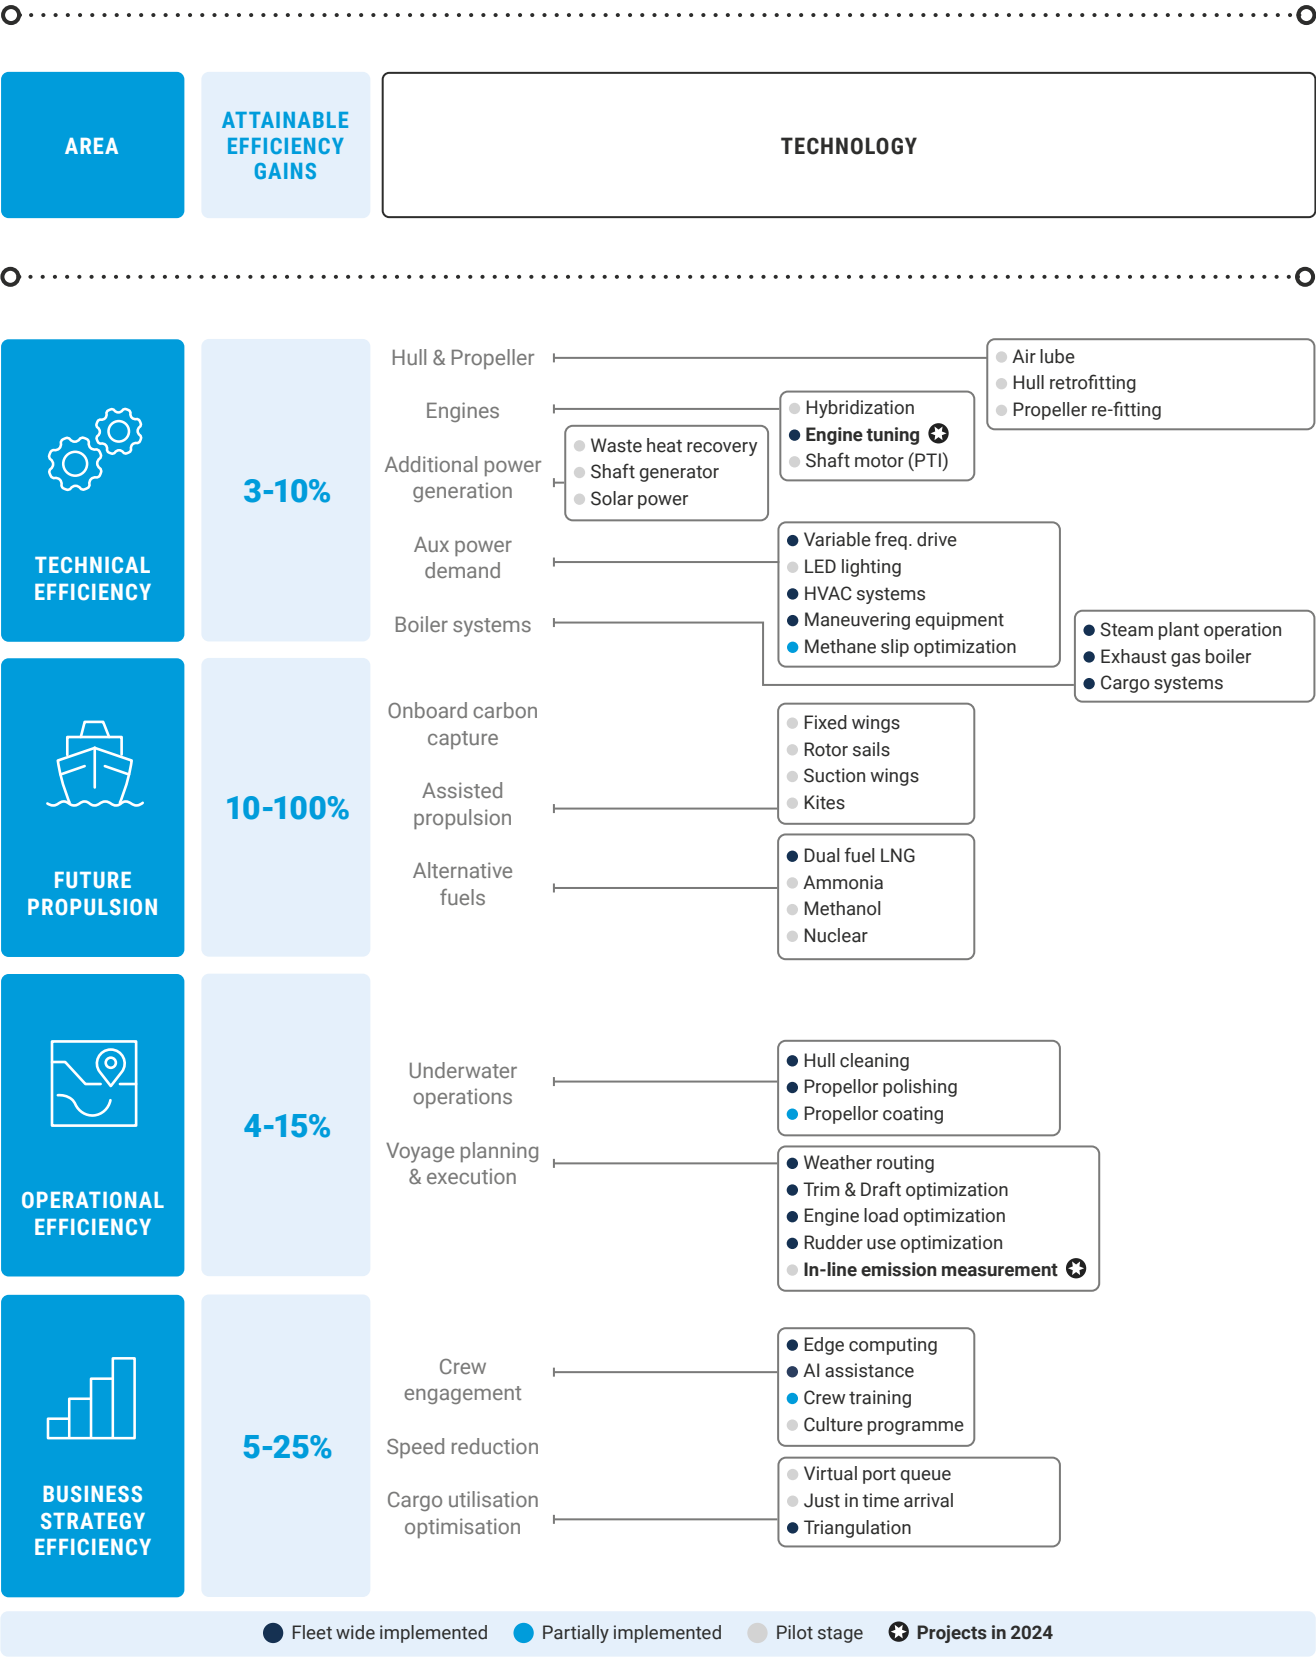 AREA
ATTAINABLE
EFFICIENCY
GAINS
TECHNOLOGY
TECHNICAL
EFFICIENCY
3-10%
Hull & Propeller
Air lube
Hull retrofitting
Propeller re-fitting
Engines
Hybridization
Engine tuning
Shaft motor (PTI)
Additional power
generation
Waste heat recovery
Shaft generator
Solar power
Aux power
demand
Variable freq. drive
LED lighting
HVAC systems
Maneuvering equipment
Methane slip optimization
Boiler systems
Steam plant operation
Exhaust gas boiler
Cargo systems
FUTURE
PROPULSION
10-100%
Onboard carbon
capture
Assisted
propulsion
Fixed wings
Rotor sails
Suction wings
Kites
Alternative
fuels
Dual fuel LNG
Ammonia
Methanol
Nuclear
OPERATIONAL
EFFICIENCY
4-15%
Underwater
operations
Hull cleaning
Propellor polishing
Propellor coating
Voyage planning
& execution
Weather routing
Trim & Draft optimization
Engine load optimization
Rudder use optimization
In-line emission measurement
BUSINESS
STRATEGY
EFFICIENCY
5-25%
Crew
engagement
Edge computing
AI assistance
Crew training
Culture programme
Speed reduction
Cargo utilisation
optimisation
Virtual port queue
Just in time arrival
Triangulation
Fleet wide implemented
Partially implemented
Pilot stage
Projects in 2024